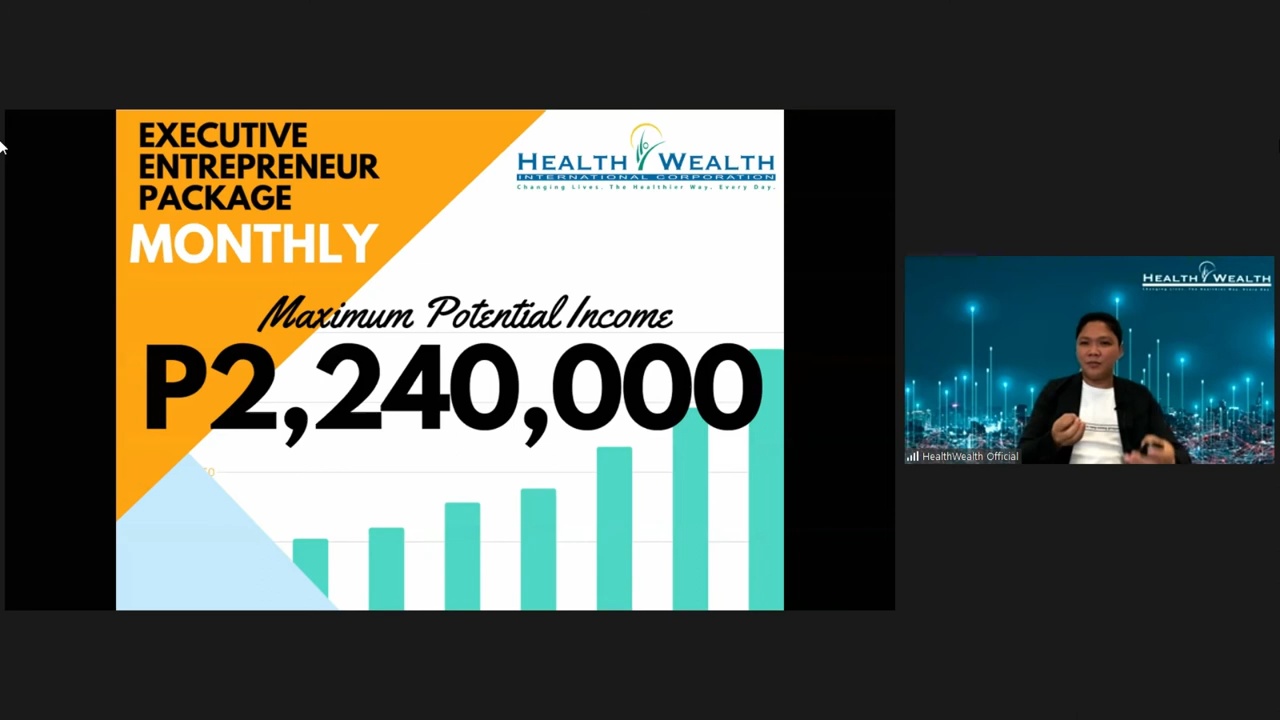 EXECUTIVE
ENTREPRENEUR
PACKAGE
MONTHLY
HEALTH WEALTH
INTERNATIONAL CORPORATION
Changing Lives. The Healthier Way. Every Day.
Maximum Potential Income
P2,240,000
HEALTH WEALTH
HealthWealth Official